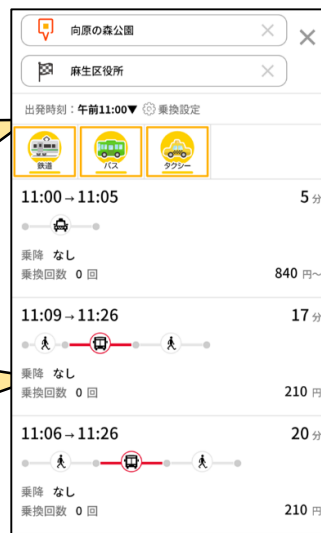 向原の森公園
麻生区役所
出発時刻：午前11:00▼ 乗換設定
鉄道 バス タクシー
11:00→11:05 5分
乗降 なし
乗換回数 0 回 840 円～
11:09→11:26 17分
乗降 なし
乗換回数 0 回 210 円
11:06→11:26 20分
乗降 なし
乗換回数 0 回 210 円